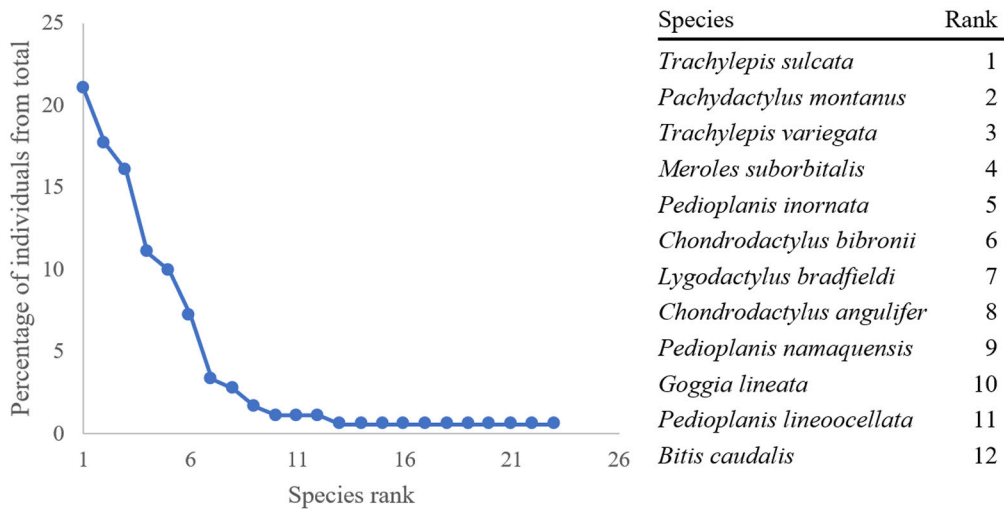 25
20
15
10
5
0
Percentage of individuals from total
1 6 11 16 21 26
Species rank
Species Rank
Trachylepis sulcata 1
Pachydactylus montanus 2
Trachylepis variegata 3
Meroles suborbitalis 4
Pedioplanis inornata 5
Chondrodactylus bibronii 6
Lygodactylus bradfieldi 7
Chondrodactylus angulifer 8
Pedioplanis namaquensis 9
Goggia lineata 10
Pedioplanis lineoocellata 11
Bitis caudalis 12